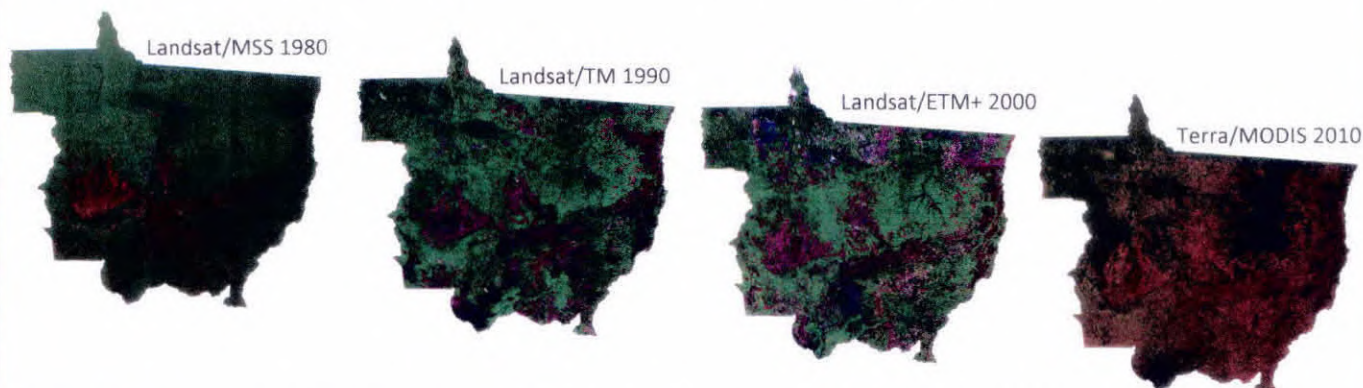 Landsat/MSS 1980
Landsat/TM 1990
Landsat/ETM+ 2000
Terra/MODIS 2010